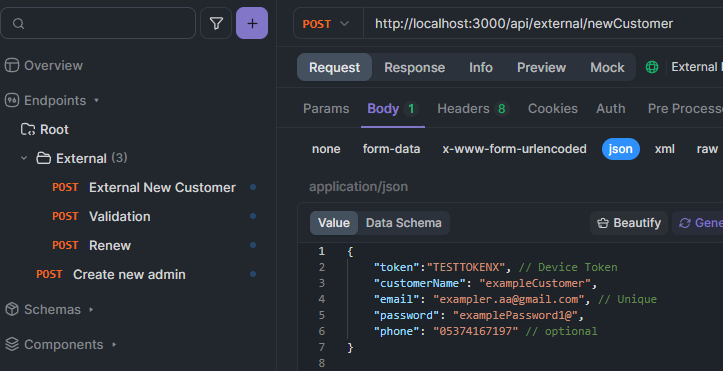 POST http://localhost:3000/api/external/newCustomer
Overview
Endpoints
Root
External (3)
POST External New Customer
POST Validation
POST Renew
POST Create new admin
Schemas
Components
Request Response Info Preview Mock
Params Body 1 Headers 8 Cookies Auth
none form-data x-www-form-urlencoded json xml raw
application/json
Value Data Schema Beautify
1 {
2 "token":"TESTTOKENX", // Device Token
3 "customerName": "exampleCustomer",
4 "email": "exampler.aa@gmail.com", // Unique
5 "password": "examplePassword1@",
6 "phone": "05374167197" // optional
7 }
8